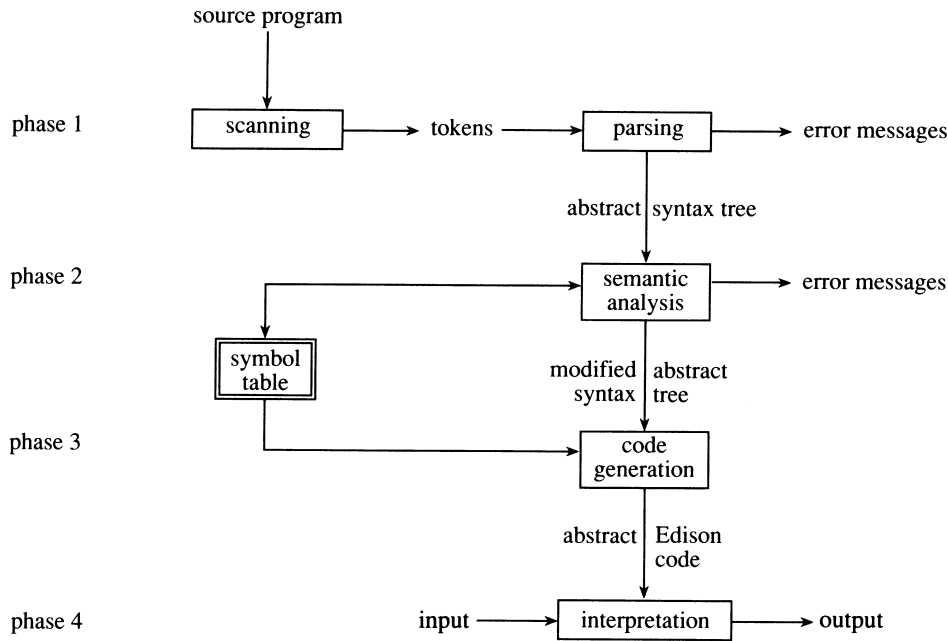 source program
phase 1
scanning
tokens
parsing
error messages
abstract syntax tree
phase 2
semantic
analysis
error messages
symbol
table
modified abstract
syntax tree
phase 3
code
generation
abstract Edison
code
phase 4
input
interpretation
output